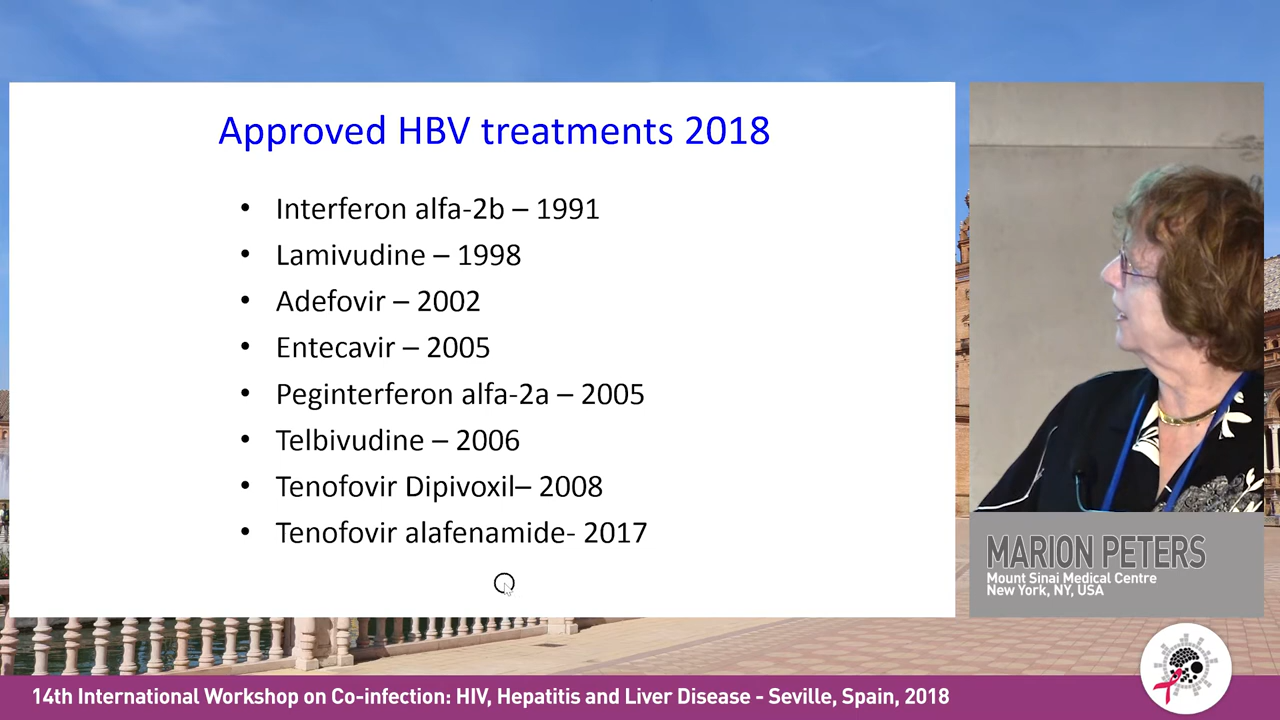 Approved HBV treatments 2018
• Interferon alfa-2b – 1991
• Lamivudine – 1998
• Adefovir – 2002
• Entecavir – 2005
• Peginterferon alfa-2a – 2005
• Telbivudine – 2006
• Tenofovir Dipivoxil– 2008
• Tenofovir alafenamide- 2017
MARION PETERS
Mount Sinai Medical Centre
New York, NY, USA
14th International Workshop on Co-infection: HIV, Hepatitis and Liver Disease - Seville, Spain, 2018